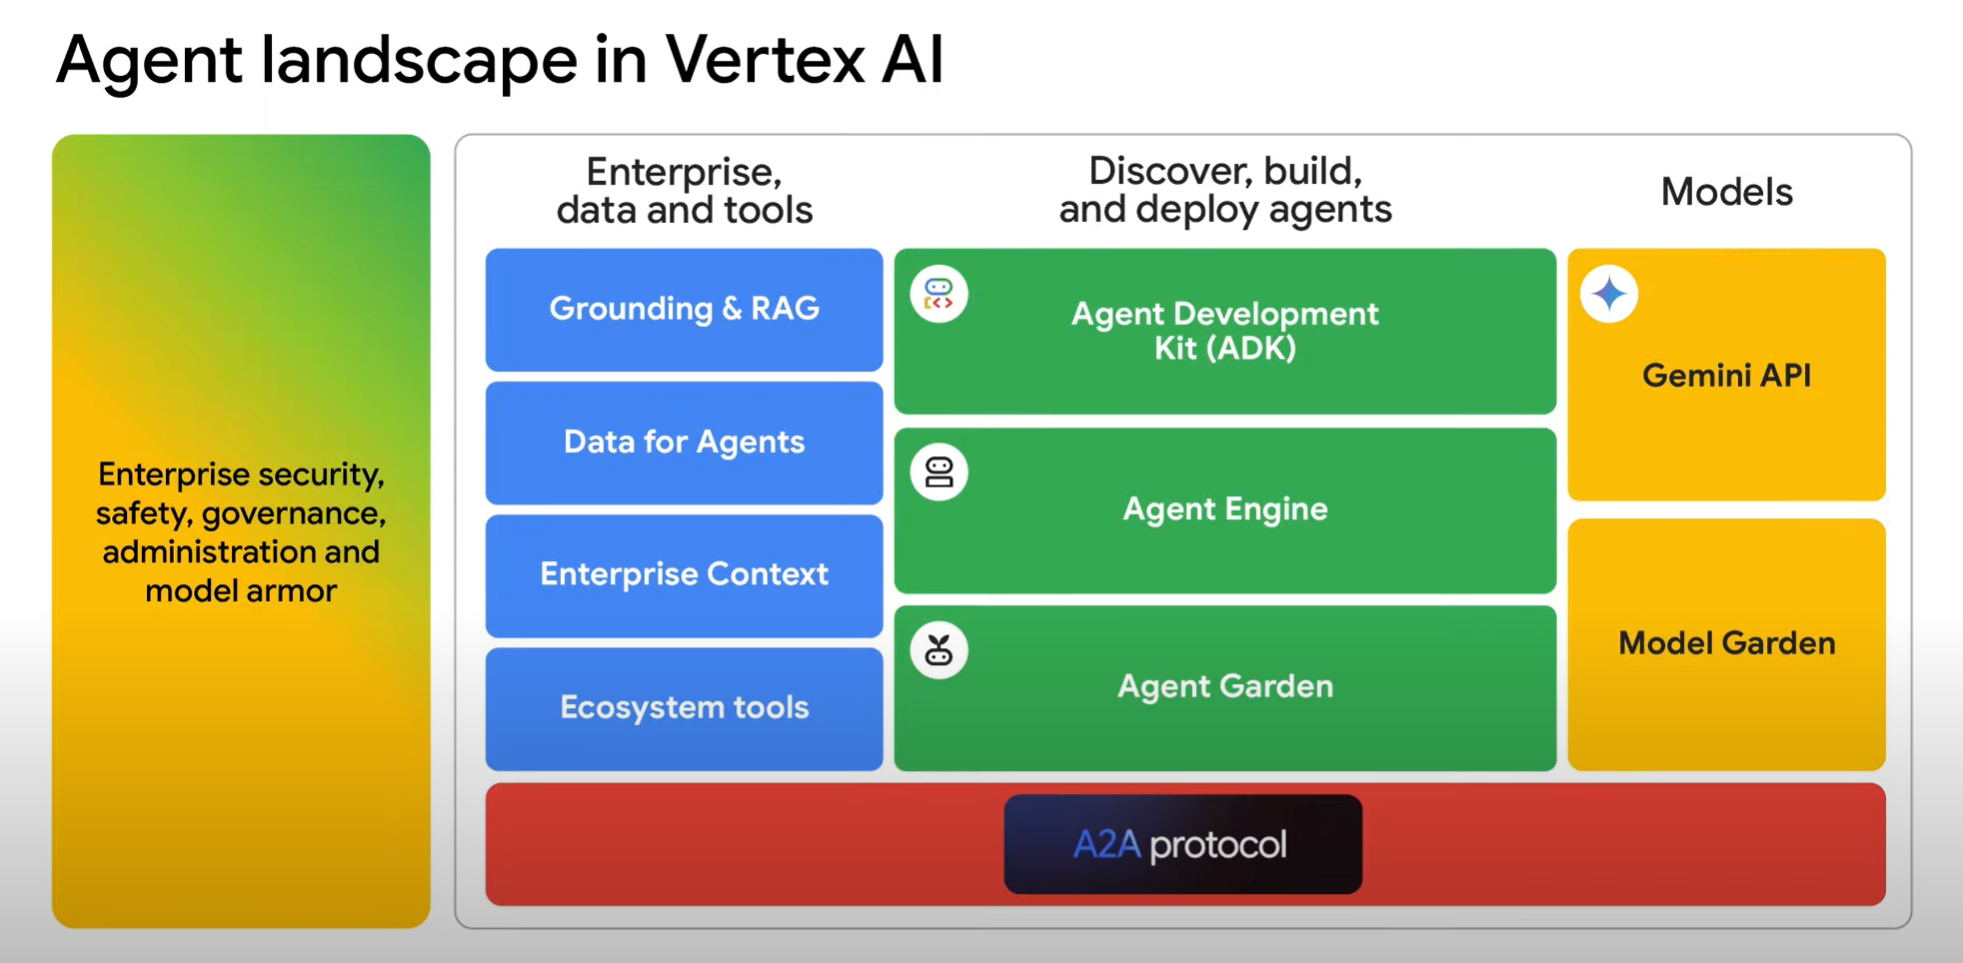 Agent landscape in Vertex AI
Enterprise security,
safety, governance,
administration and
model armor
Enterprise,
data and tools
Grounding & RAG
Data for Agents
Enterprise Context
Ecosystem tools
Discover, build,
and deploy agents
Agent Development
Kit (ADK)
Agent Engine
Agent Garden
Models
Gemini API
Model Garden
A2A protocol